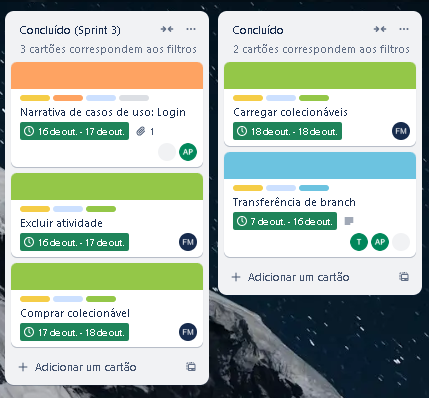 Concluído (Sprint 3)
3 cartões correspondem aos filtros
Narrativa de casos de uso: Login
16 de out. - 17 de out.
1
AP
Excluir atividade
16 de out. - 17 de out.
FM
Comprar colecionável
17 de out. - 18 de out.
FM
Adicionar um cartão
Concluído
2 cartões correspondem aos filtros
Carregar colecionáveis
18 de out. - 18 de out.
FM
Transferência de branch
7 de out. - 16 de out.
T
AP
Adicionar um cartão